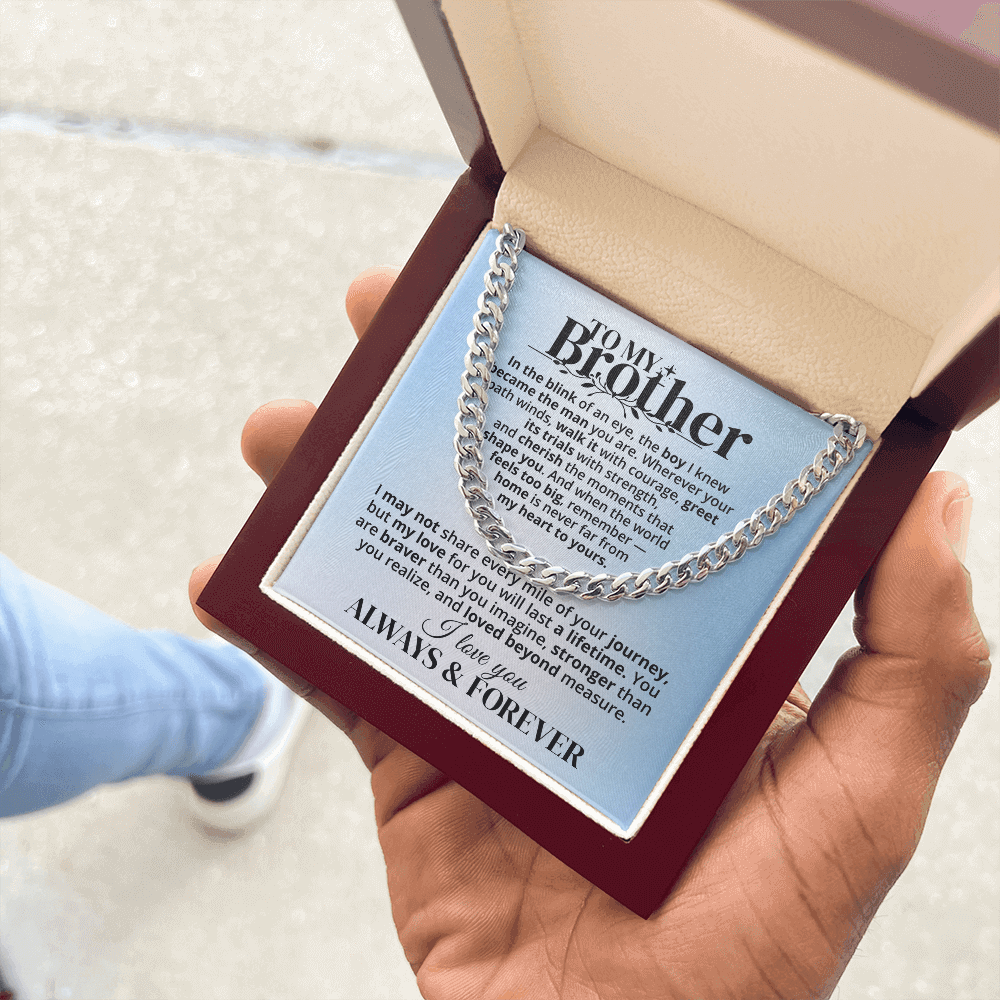 TO MY
Brother
In the blink of an eye, the boy I knew
became the man you are. Wherever your
path winds, walk it with courage, greet
its trials with strength,
and cherish the moments that
shape you. And when the world
feels too big, remember —
home is never far from
my heart to yours.
I may not share every mile of your journey.
but my love for you will last a lifetime. You
are braver than you imagine, stronger than
you realize, and loved beyond measure.
I love you
ALWAYS & FOREVER